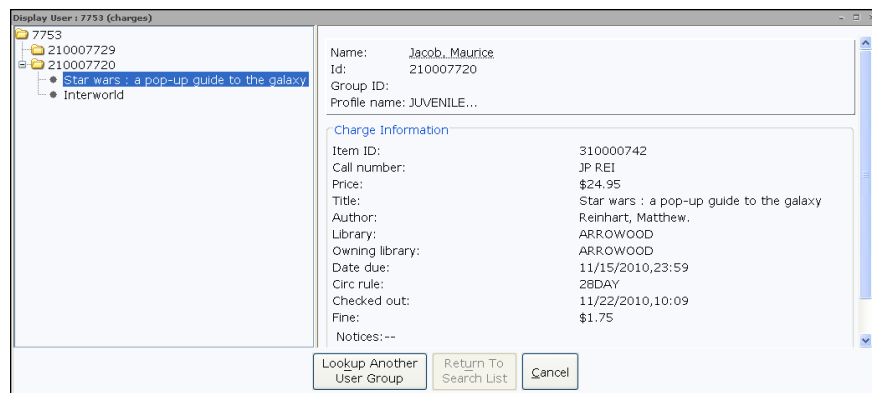 Display User : 7753 (charges)
7753
210007729
210007720
Star wars : a pop-up guide to the galaxy
Interworld
Name: Jacob, Maurice
Id: 210007720
Group ID:
Profile name: JUVENILE...
Charge Information
Item ID: 310000742
Call number: JP REI
Price: $24.95
Title: Star wars : a pop-up guide to the galaxy
Author: Reinhart, Matthew.
Library: ARROWOOD
Owning library: ARROWOOD
Date due: 11/15/2010,23:59
Circ rule: 28DAY
Checked out: 11/22/2010,10:09
Fine: $1.75
Notices:--
Lookup Another
User Group
Return To
Search List
Cancel